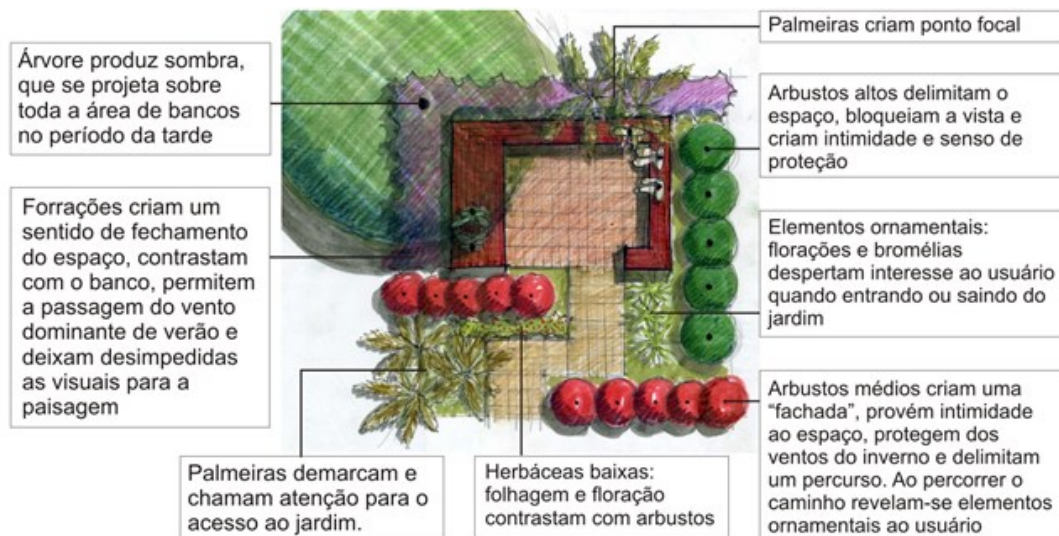 Árvore produz sombra,
que se projeta sobre
toda a área de bancos
no período da tarde
Forrações criam um
sentido de fechamento
do espaço, contrastam
com o banco, permitem
a passagem do vento
dominante de verão e
deixam desimpedidas
as visuais para a
paisagem
Palmeiras demarcam e
chamam atenção para o
acesso ao jardim.
Herbáceas baixas:
folhagem e floração
contrastam com arbustos
Palmeiras criam ponto focal
Arbustos altos delimitam o
espaço, bloqueiam a vista e
criam intimidade e senso de
proteção
Elementos ornamentais:
florações e bromélias
despertam interesse ao usuário
quando entrando ou saindo do
jardim
Arbustos médios criam uma
“fachada”, provém intimidade
ao espaço, protegem dos
ventos do inverno e delimitam
um percurso. Ao percorrer o
caminho revelam-se elementos
ornamentais ao usuário